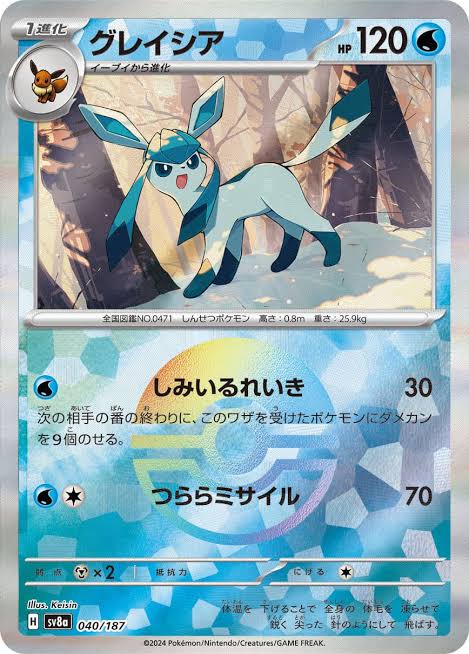 1進化
グレイシア
HP 120
イーブイから進化
全国図鑑NO.0471 しんせつポケモン 高さ:0.8m 重さ:25.9kg
しみいるれいき 30
次の相手の番の終わりに、このワザを受けたポケモンにダメカン
を9個のせる。
つららミサイル 70
弱点 ×2 抵抗力 にげる
Illus. Keisin
体温を 下げることで 全身の 体毛を 凍らせて
鋭く 尖った 針のようにして 飛ばす。
H sv8a 040/187
©2024 Pokémon/Nintendo/Creatures/GAME FREAK.